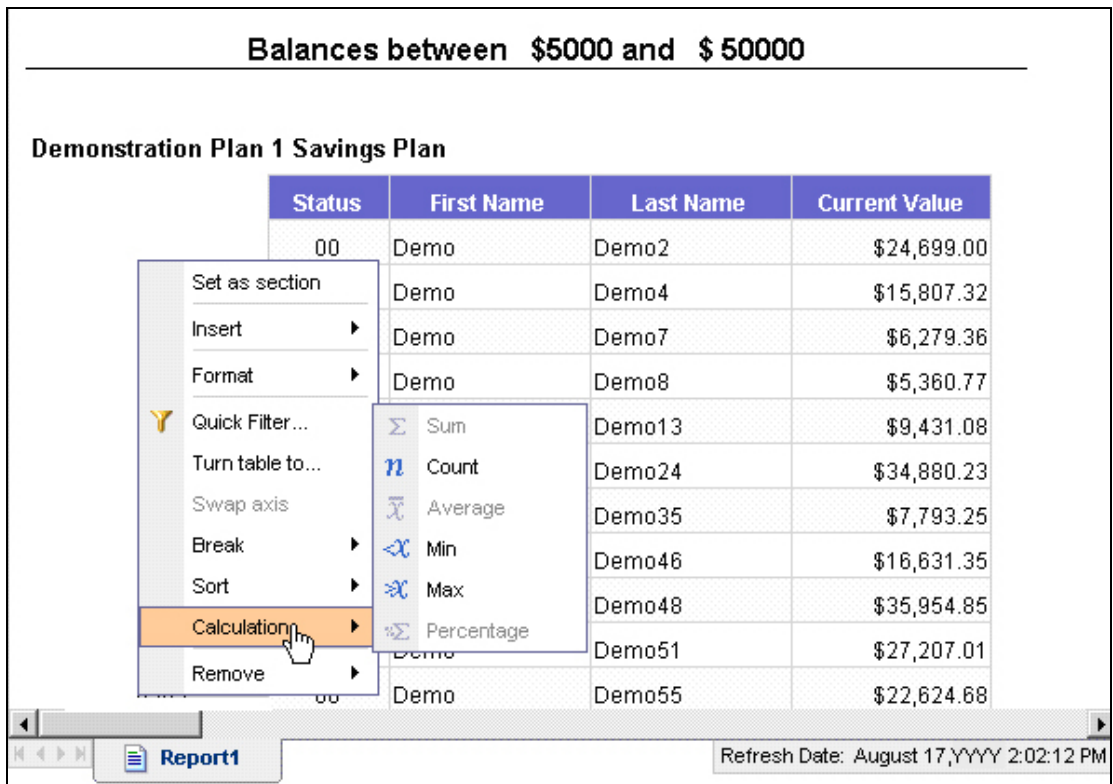 Balances between $5000 and $ 50000
Demonstration Plan 1 Savings Plan
Status First Name Last Name Current Value
00 Demo Demo2 $24,699.00
Demo Demo4 $15,807.32
Demo Demo7 $6,279.36
Demo Demo8 $5,360.77
Demo13 $9,431.08
Demo24 $34,880.23
Demo35 $7,793.25
Demo46 $16,631.35
Demo48 $35,954.85
Demo51 $27,207.01
Demo Demo55 $22,624.68
Set as section
Insert
Format
Quick Filter...
Turn table to...
Swap axis
Break
Sort
Calculation
Remove
Σ Sum
n Count
x̅ Average
<x Min
>x Max
%Σ Percentage
Report1
Refresh Date: August 17,YYYY 2:02:12 PM